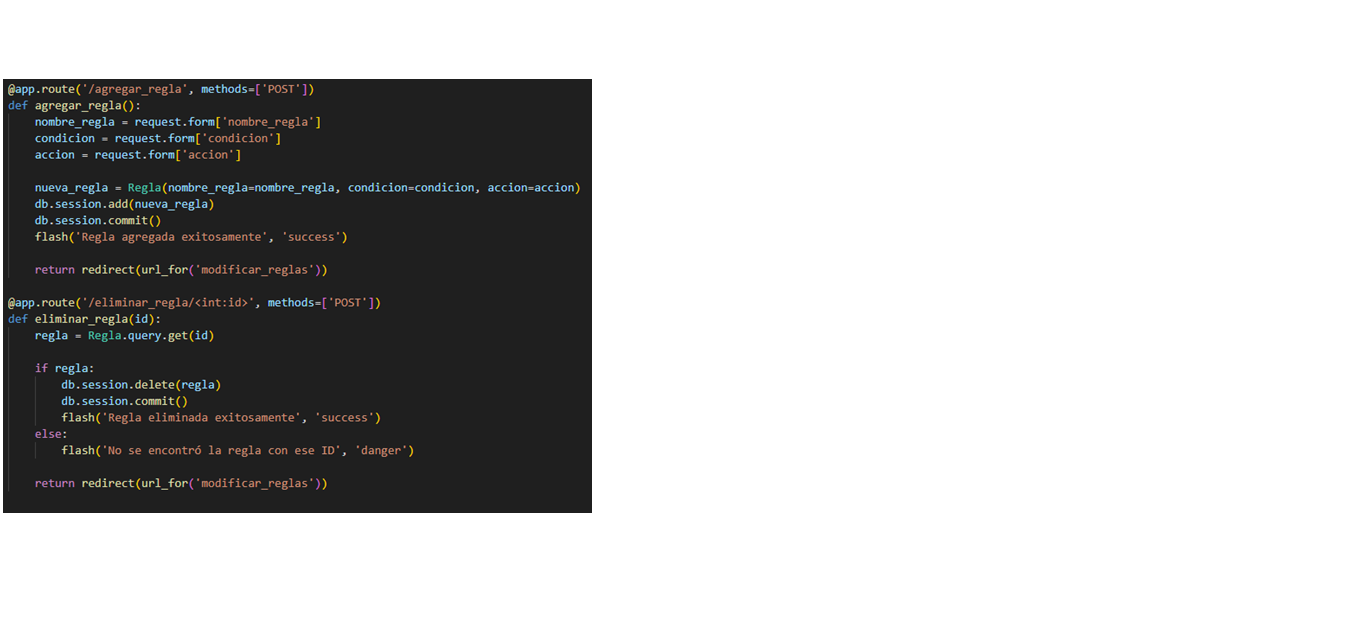 @app.route('/agregar_regla', methods=['POST'])
def agregar_regla():
    nombre_regla = request.form['nombre_regla']
    condicion = request.form['condicion']
    accion = request.form['accion']

    nueva_regla = Regla(nombre_regla=nombre_regla, condicion=condicion, accion=accion)
    db.session.add(nueva_regla)
    db.session.commit()
    flash('Regla agregada exitosamente', 'success')

    return redirect(url_for('modificar_reglas'))

@app.route('/eliminar_regla/<int:id>', methods=['POST'])
def eliminar_regla(id):
    regla = Regla.query.get(id)

    if regla:
        db.session.delete(regla)
        db.session.commit()
        flash('Regla eliminada exitosamente', 'success')
    else:
        flash('No se encontró la regla con ese ID', 'danger')

    return redirect(url_for('modificar_reglas'))